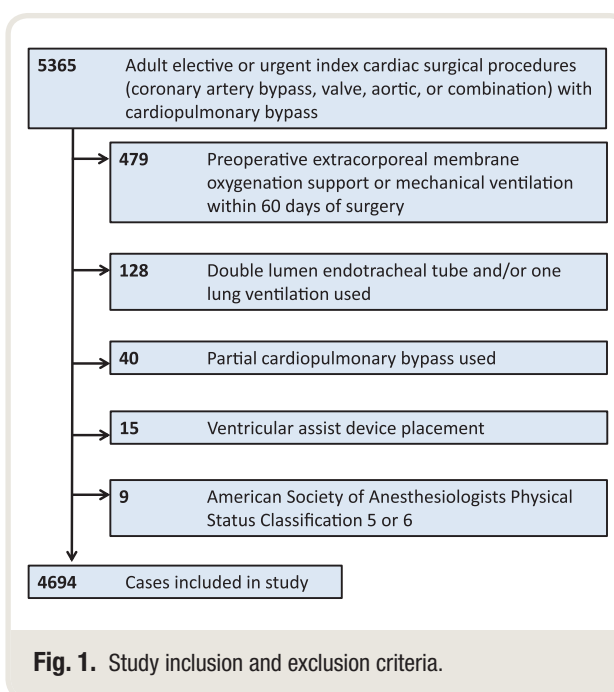 5365 Adult elective or urgent index cardiac surgical procedures
(coronary artery bypass, valve, aortic, or combination) with
cardiopulmonary bypass
479 Preoperative extracorporeal membrane
oxygenation support or mechanical ventilation
within 60 days of surgery
128 Double lumen endotracheal tube and/or one
lung ventilation used
40 Partial cardiopulmonary bypass used
15 Ventricular assist device placement
9 American Society of Anesthesiologists Physical
Status Classification 5 or 6
4694 Cases included in study
Fig. 1. Study inclusion and exclusion criteria.